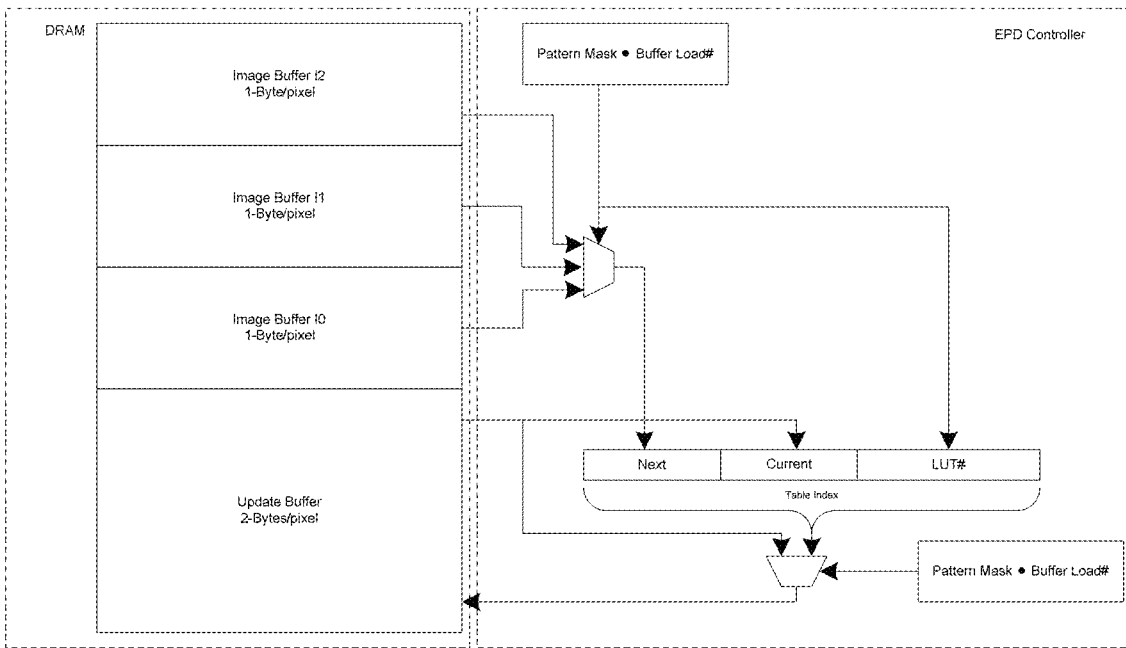 DRAM
EPD Controller
Image Buffer I2
1-Byte/pixel
Pattern Mask ● Buffer Load#
Image Buffer I1
1-Byte/pixel
Image Buffer I0
1-Byte/pixel
Next
Current
LUT#
Table Index
Update Buffer
2-Bytes/pixel
Pattern Mask ● Buffer Load#